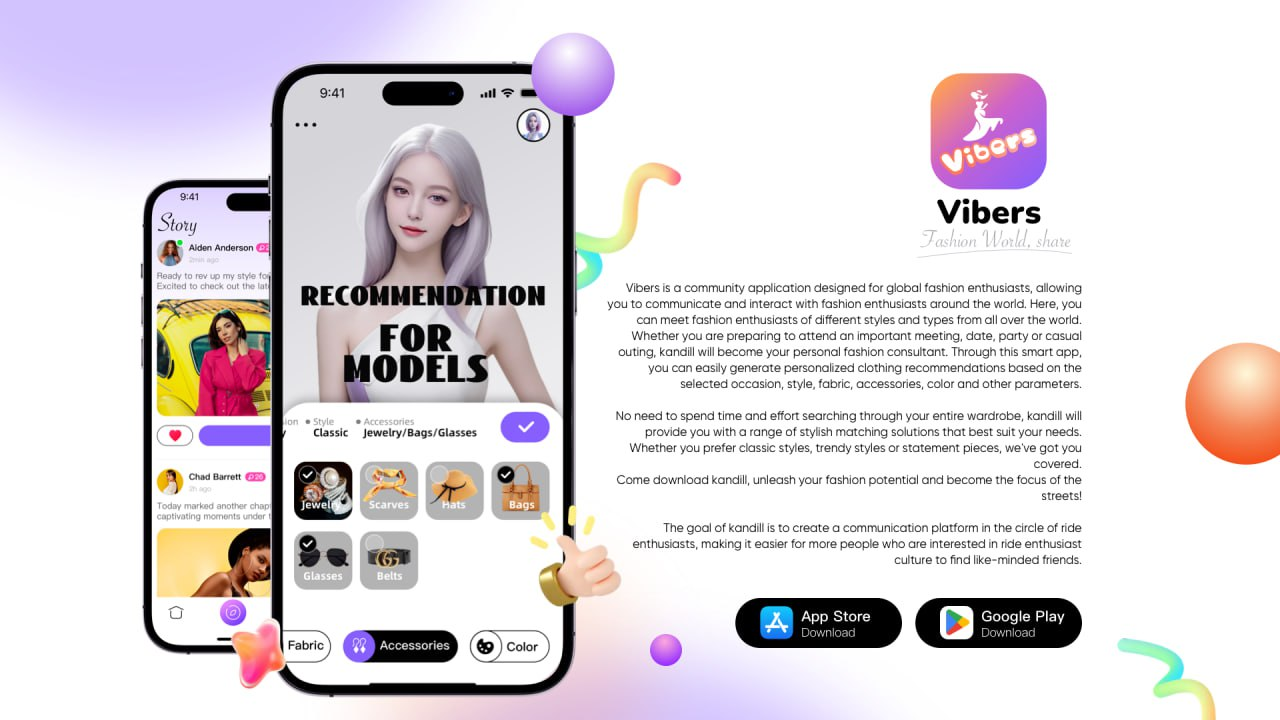 9:41
Story
Aiden Anderson
2min ago
Ready to rev up my style fo
Excited to check out the late
Chad Barrett 26
2h ago
Today marked another chapt
captivating moments under t
9:41
RECOMMENDATION
FOR
MODELS
sion • Style • Accessories
y Classic Jewelry/Bags/Glasses
Jewelry Scarves Hats Bags
Glasses Belts
Fabric Accessories Color
Vibers
Vibers
Fashion World, share
Vibers is a community application designed for global fashion enthusiasts, allowing
you to communicate and interact with fashion enthusiasts around the world. Here, you
can meet fashion enthusiasts of different styles and types from all over the world.
Whether you are preparing to attend an important meeting, date, party or casual
outing, kandill will become your personal fashion consultant. Through this smart app,
you can easily generate personalized clothing recommendations based on the
selected occasion, style, fabric, accessories, color and other parameters.
No need to spend time and effort searching through your entire wardrobe, kandill will
provide you with a range of stylish matching solutions that best suit your needs.
Whether you prefer classic styles, trendy styles or statement pieces, we've got you
covered.
Come download kandill, unleash your fashion potential and become the focus of the
streets!
The goal of kandill is to create a communication platform in the circle of ride
enthusiasts, making it easier for more people who are interested in ride enthusiast
culture to find like-minded friends.
App Store
Download
Google Play
Download